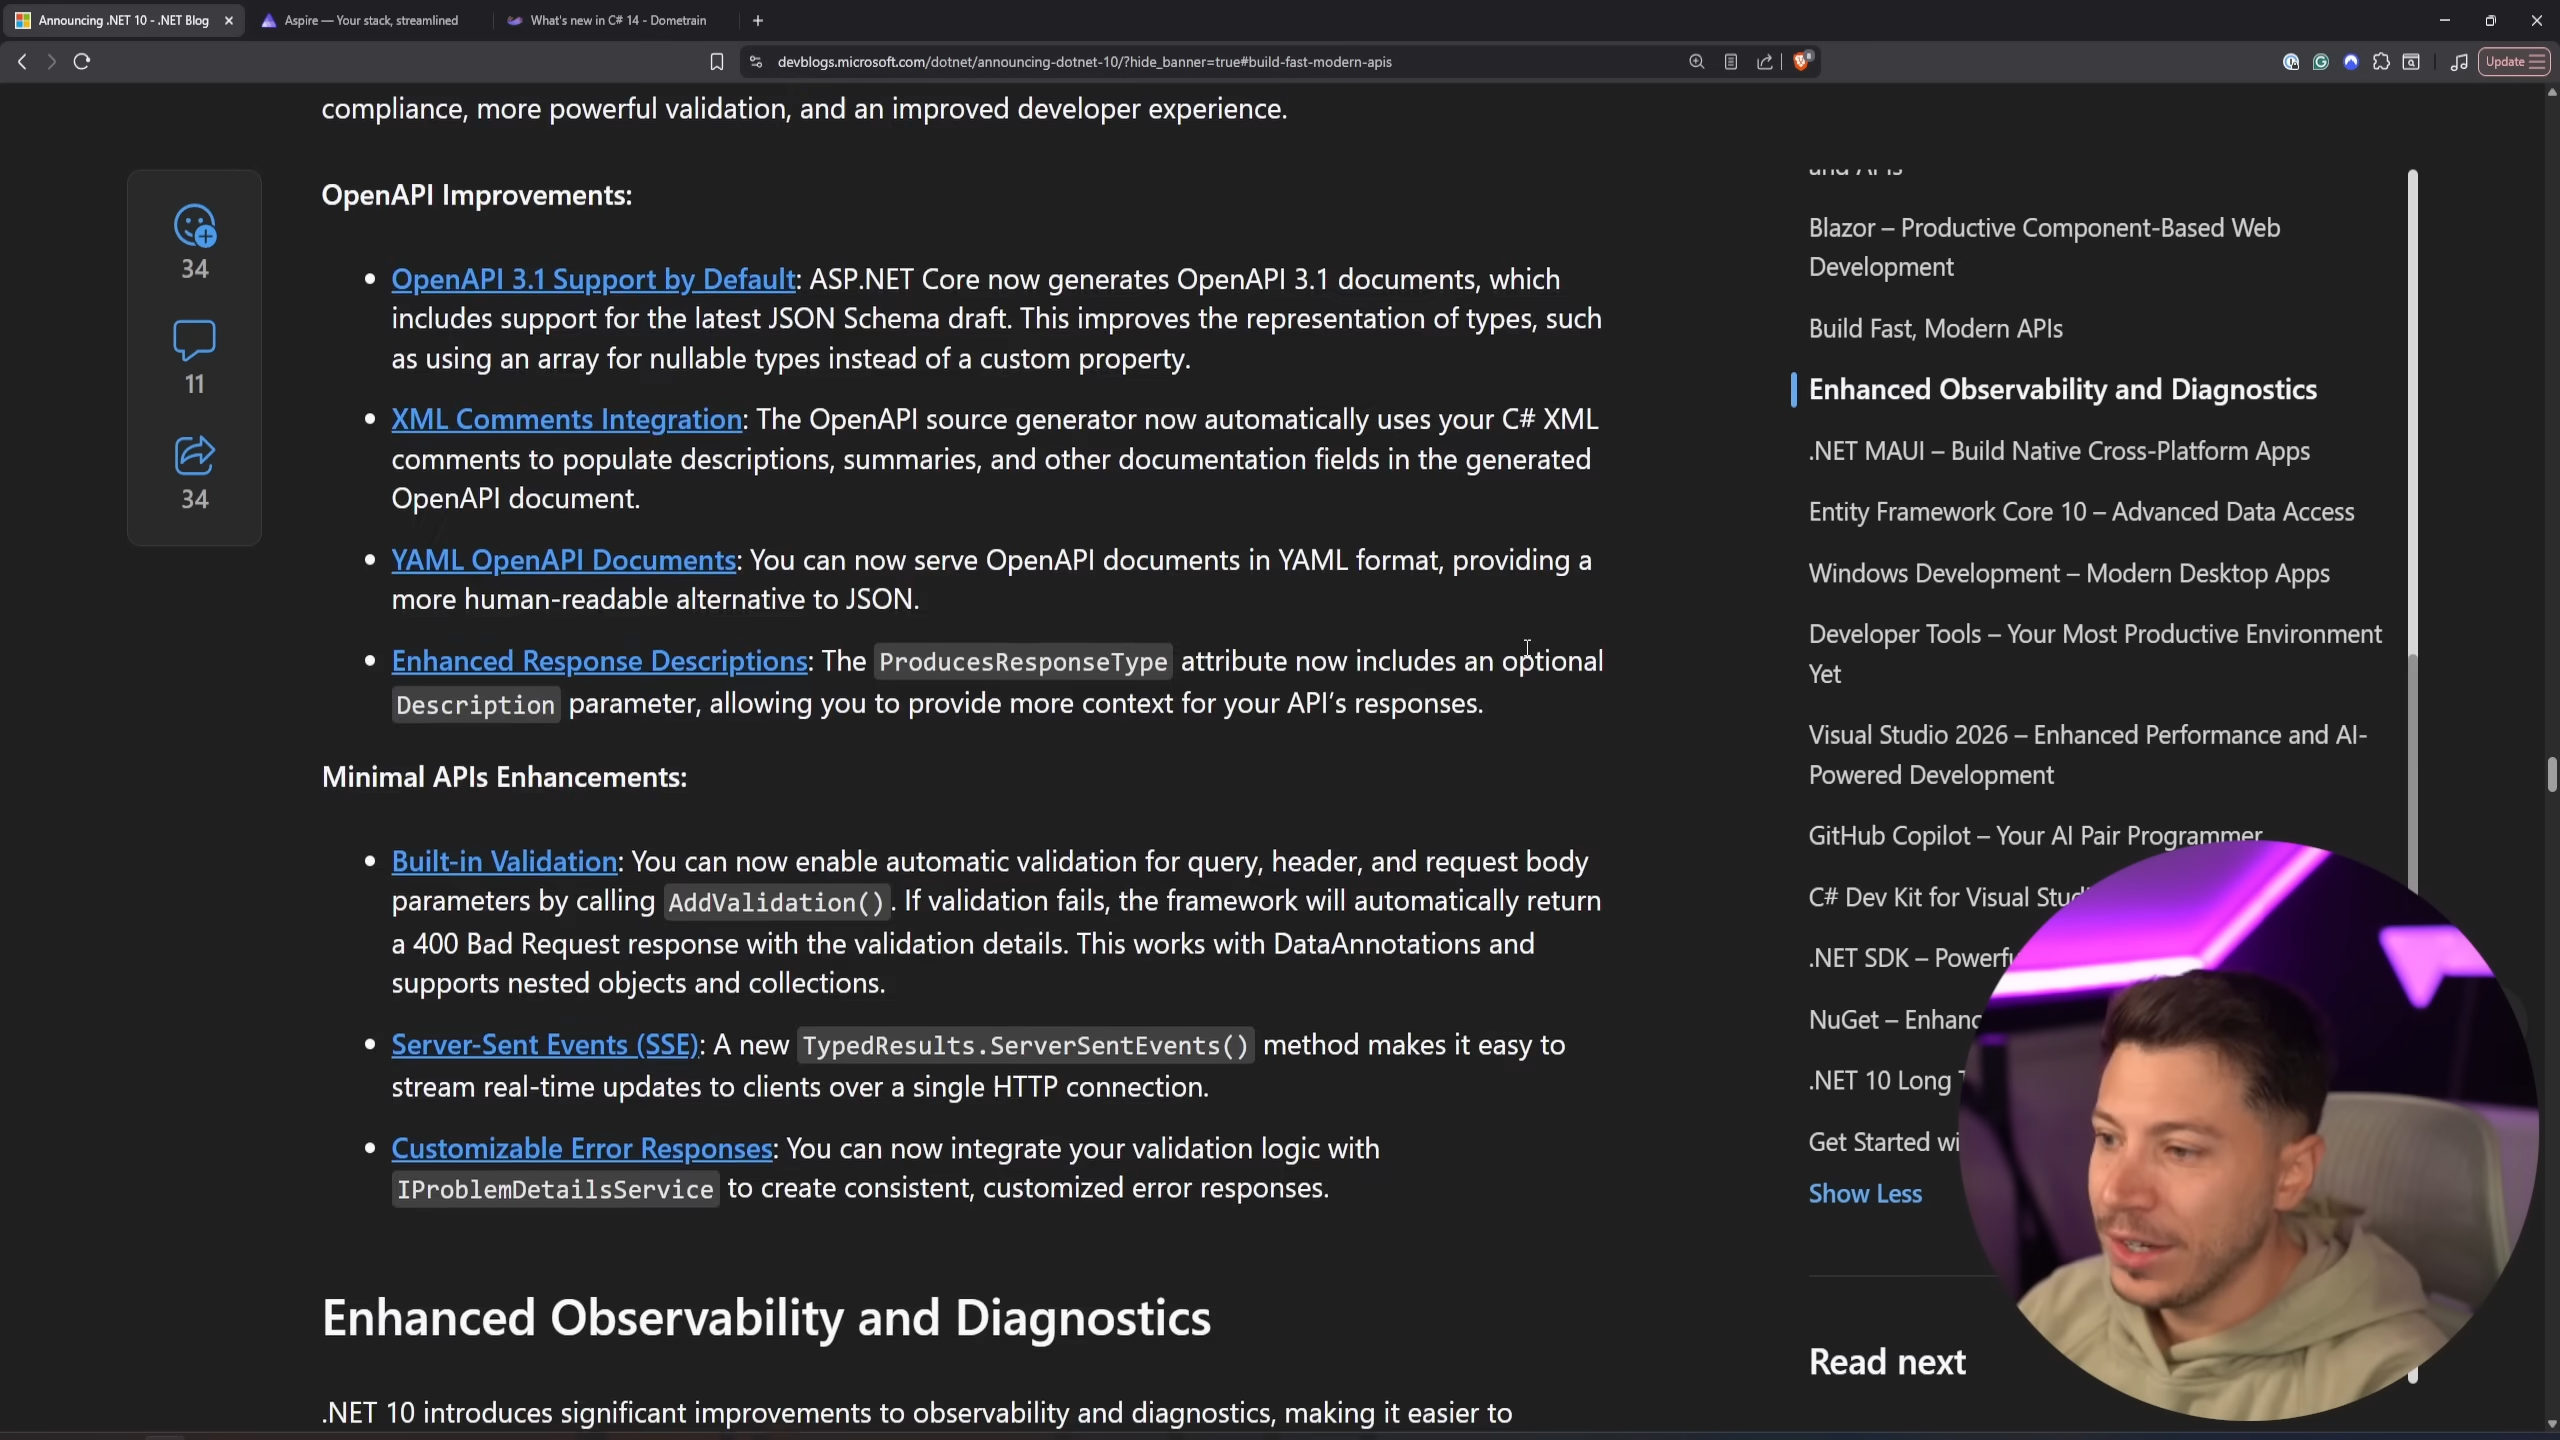 Announcing .NET 10 - .NET Blog
Aspire — Your stack, streamlined
What's new in C# 14 - Dometrain
devblogs.microsoft.com/dotnet/announcing-dotnet-10/?hide_banner=true#build-fast-modern-apis
Update
compliance, more powerful validation, and an improved developer experience.
34
11
34
OpenAPI Improvements:
OpenAPI 3.1 Support by Default: ASP.NET Core now generates OpenAPI 3.1 documents, which
includes support for the latest JSON Schema draft. This improves the representation of types, such
as using an array for nullable types instead of a custom property.
XML Comments Integration: The OpenAPI source generator now automatically uses your C# XML
comments to populate descriptions, summaries, and other documentation fields in the generated
OpenAPI document.
YAML OpenAPI Documents: You can now serve OpenAPI documents in YAML format, providing a
more human-readable alternative to JSON.
Enhanced Response Descriptions: The ProducesResponseType attribute now includes an optional
Description parameter, allowing you to provide more context for your API’s responses.
Minimal APIs Enhancements:
Built-in Validation: You can now enable automatic validation for query, header, and request body
parameters by calling AddValidation(). If validation fails, the framework will automatically return
a 400 Bad Request response with the validation details. This works with DataAnnotations and
supports nested objects and collections.
Server-Sent Events (SSE): A new TypedResults.ServerSentEvents() method makes it easy to
stream real-time updates to clients over a single HTTP connection.
Customizable Error Responses: You can now integrate your validation logic with
IProblemDetailsService to create consistent, customized error responses.
Enhanced Observability and Diagnostics
.NET 10 introduces significant improvements to observability and diagnostics, making it easier to
and APIs
Blazor – Productive Component-Based Web
Development
Build Fast, Modern APIs
Enhanced Observability and Diagnostics
.NET MAUI – Build Native Cross-Platform Apps
Entity Framework Core 10 – Advanced Data Access
Windows Development – Modern Desktop Apps
Developer Tools – Your Most Productive Environment
Yet
Visual Studio 2026 – Enhanced Performance and AI-
Powered Development
GitHub Copilot – Your AI Pair Programmer
C# Dev Kit for Visual
.NET SDK –
NuGet –
.NET 10 Long
Get Started
Show Less
Read next